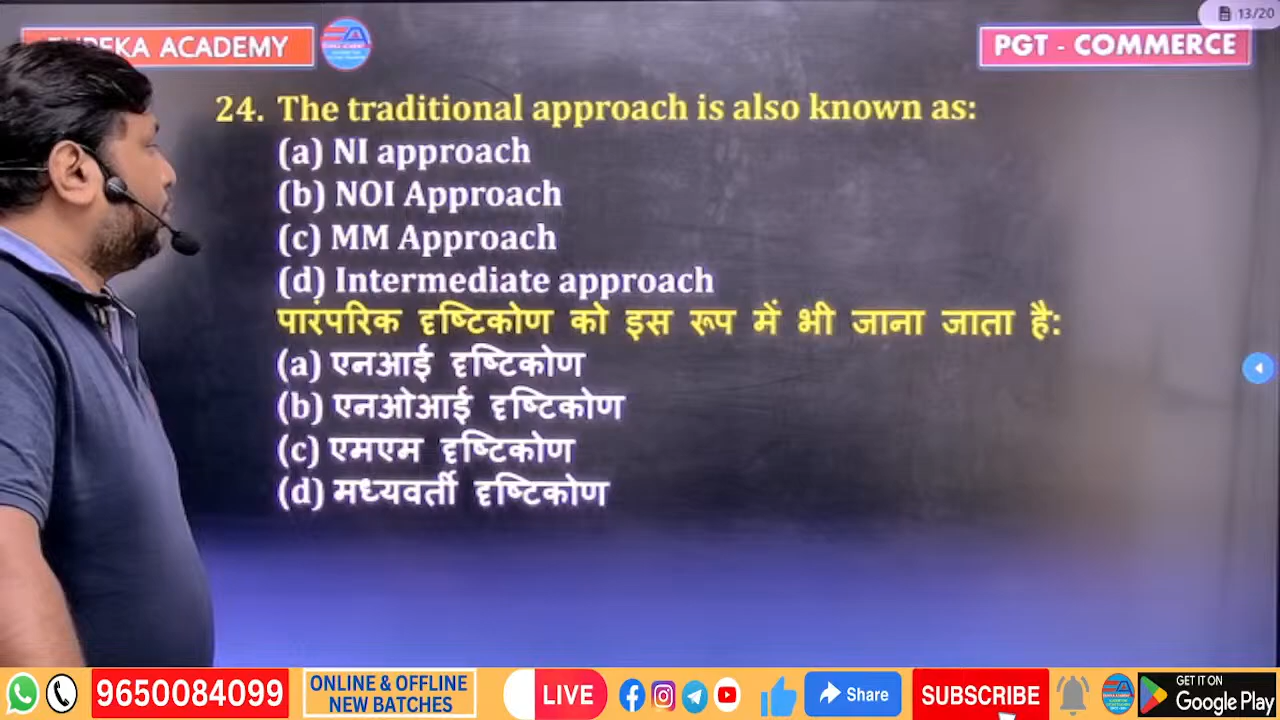 13/20
EUREKA ACADEMY
PGT - COMMERCE
24. The traditional approach is also known as:
(a) NI approach
(b) NOI Approach
(c) MM Approach
(d) Intermediate approach
पारंपरिक दृष्टिकोण को इस रूप में भी जाना जाता है:
(a) एनआई दृष्टिकोण
(b) एनओआई दृष्टिकोण
(c) एमएम दृष्टिकोण
(d) मध्यवर्ती दृष्टिकोण
9650084099
ONLINE & OFFLINE
NEW BATCHES
LIVE
Share
SUBSCRIBE
GET IT ON
Google Play